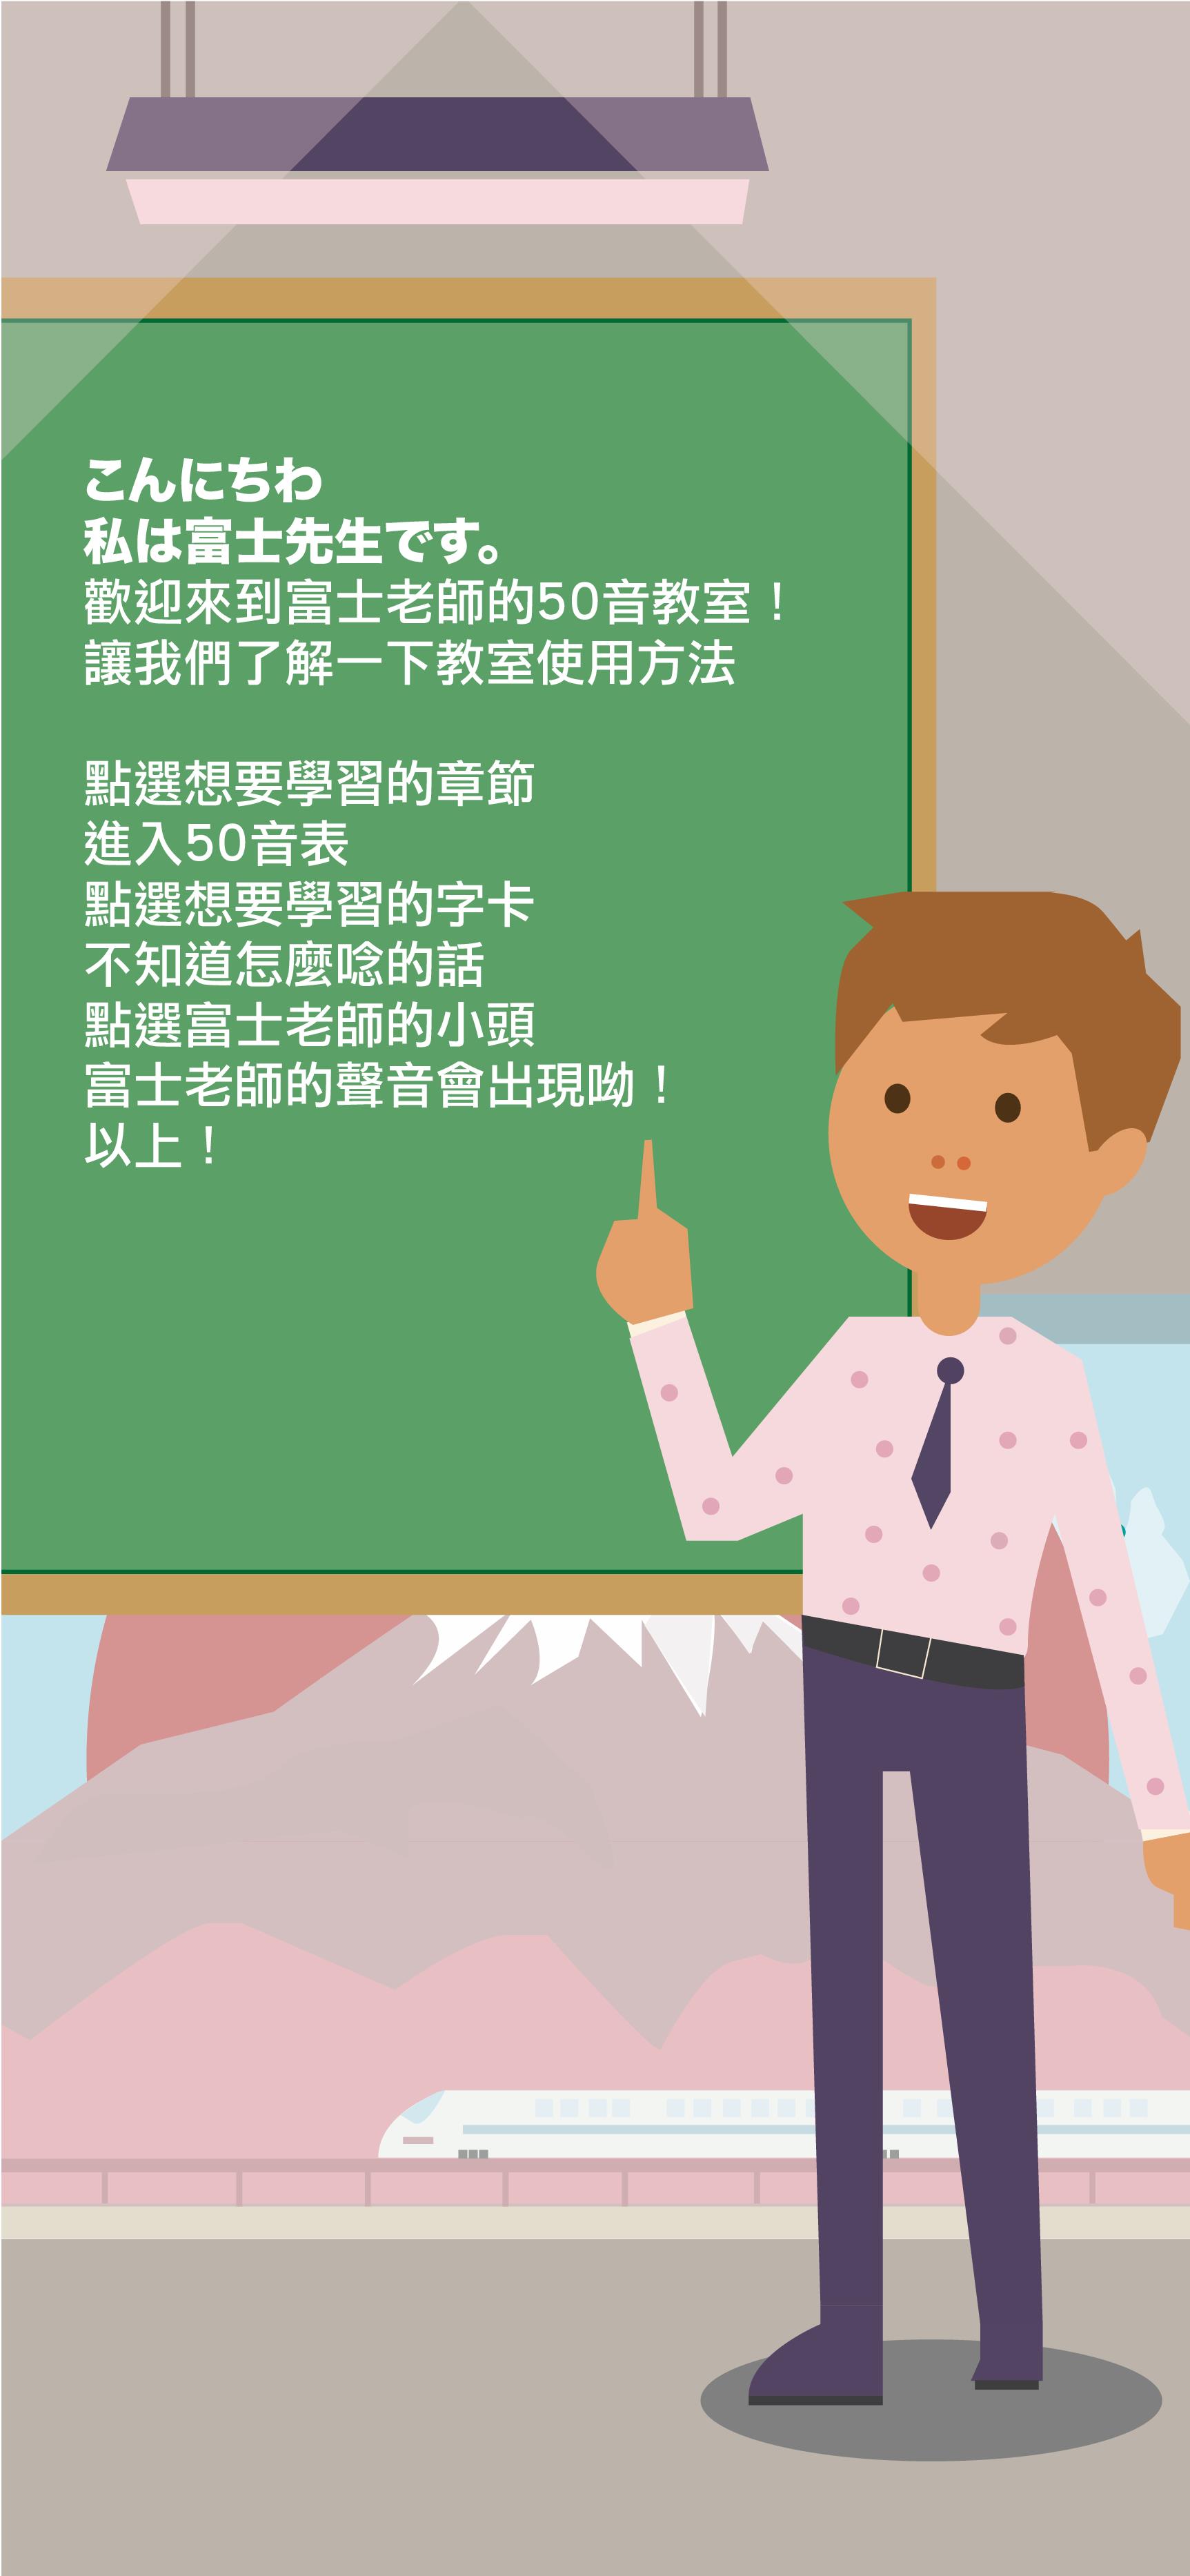 こんにちわ
私は富士先生です。
歡迎來到富士老師的50音教室！
讓我們了解一下教室使用方法
點選想要學習的章節
進入50音表
點選想要學習的字卡
不知道怎麼唸的話
點選富士老師的小頭
富士老師的聲音會出現呦！
以上！